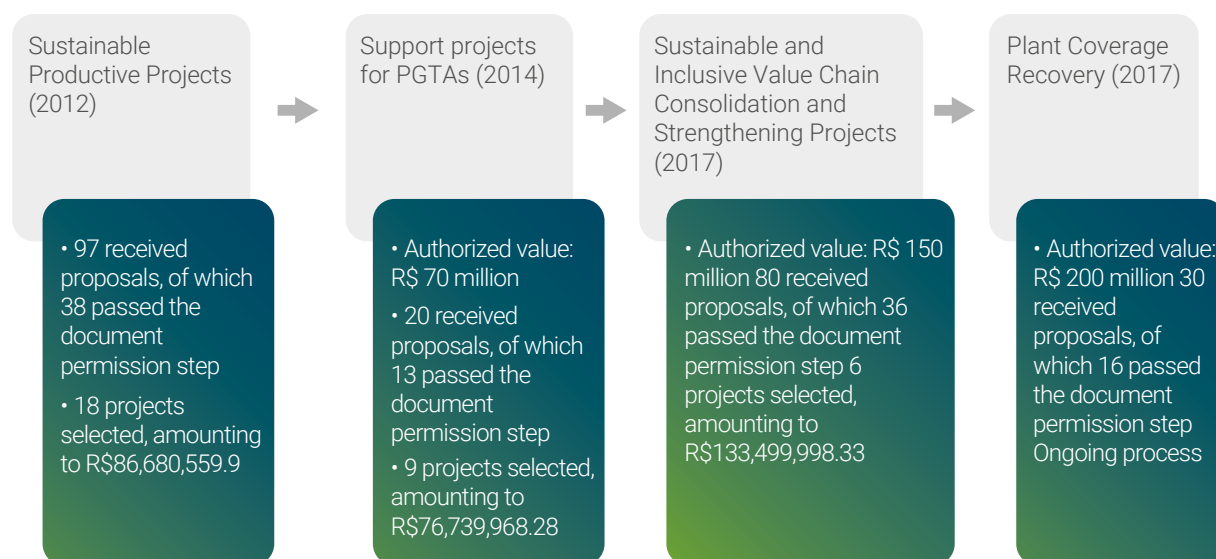 Sustainable
Productive Projects
(2012)
• 97 received
proposals, of which
38 passed the
document
permission step
• 18 projects
selected, amounting
to R$86,680,559.9
Support projects
for PGTAs (2014)
• Authorized value:
R$ 70 million
• 20 received
proposals, of which
13 passed the
document
permission step
• 9 projects selected,
amounting to
R$76,739,968.28
Sustainable and
Inclusive Value Chain
Consolidation and
Strengthening Projects
(2017)
• Authorized value: R$ 150
million 80 received
proposals, of which 36
passed the document
permission step 6
projects selected,
amounting to
R$133,499,998.33
Plant Coverage
Recovery (2017)
• Authorized value:
R$ 200 million 30
received
proposals, of
which 16 passed
the document
permission step
Ongoing process